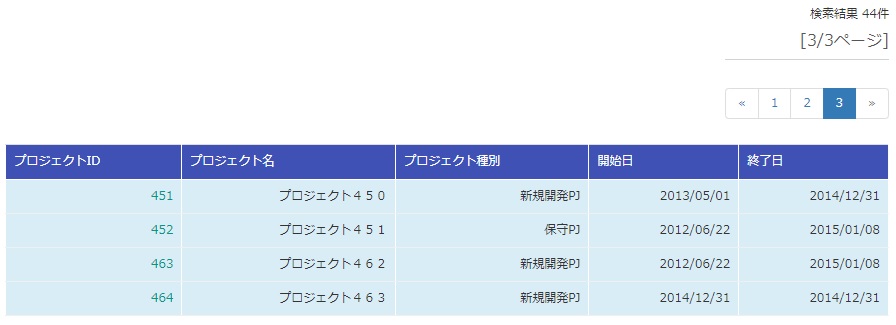 検索結果 44件
[3/3ページ]
« 1 2 3 »
プロジェクトID プロジェクト名 プロジェクト種別 開始日 終了日
451 プロジェクト４５０ 新規開発PJ 2013/05/01 2014/12/31
452 プロジェクト４５１ 保守PJ 2012/06/22 2015/01/08
463 プロジェクト４６２ 新規開発PJ 2012/06/22 2015/01/08
464 プロジェクト４６３ 新規開発PJ 2014/12/31 2014/12/31